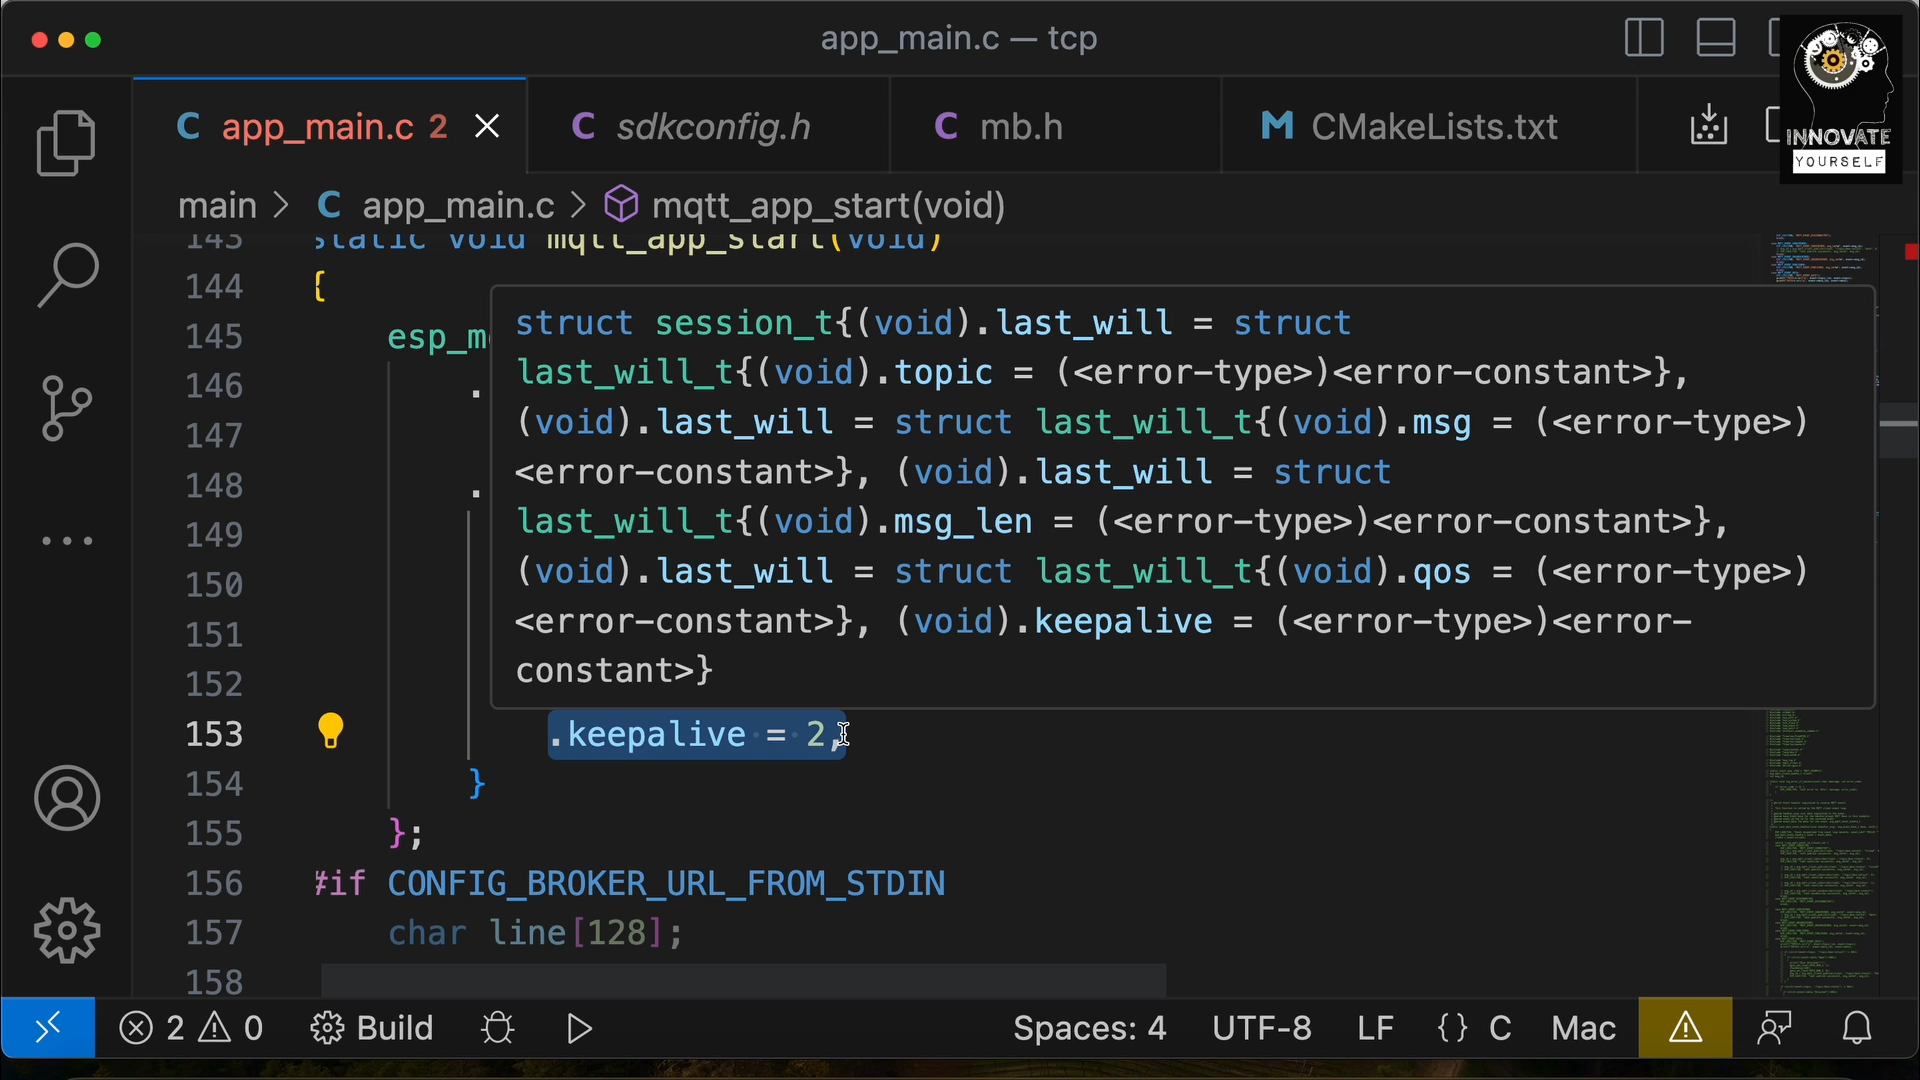 app_main.c — tcp
INNOVATE
YOURSELF
C app_main.c 2
C sdkconfig.h
C mb.h
M CMakeLists.txt
main > C app_main.c > mqtt_app_start(void)
143 static void mqtt_app_start(void)
144 {
145 esp_m
146 .
147
148 .
149
150
151
152
struct session_t{(void).last_will = struct
last_will_t{(void).topic = (<error-type>)<error-constant>},
(void).last_will = struct last_will_t{(void).msg = (<error-type>)
<error-constant>}, (void).last_will = struct
last_will_t{(void).msg_len = (<error-type>)<error-constant>},
(void).last_will = struct last_will_t{(void).qos = (<error-type>)
<error-constant>}, (void).keepalive = (<error-type>)<error-
constant>}
153 .keepalive = 2,
154 }
155 };
156 #if CONFIG_BROKER_URL_FROM_STDIN
157 char line[128];
158
2 0 Build Spaces: 4 UTF-8 LF {} C Mac